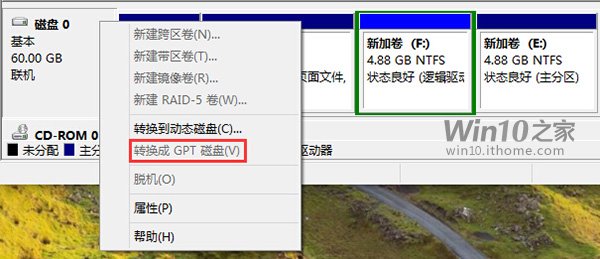 磁盘 0
基本
60.00 GB
联机
新建跨区卷(N)...
新建带区卷(T)...
新建镜像卷(R)...
新建 RAID-5 卷(W)...
转换到动态磁盘(C)...
转换成 GPT 磁盘(V)
脱机(O)
属性(P)
帮助(H)
页面文件,
新加卷 (F:)
4.88 GB NTFS
状态良好 (逻辑驱动
新加卷 (E:)
4.88 GB NTFS
状态良好 (主分区)
CD-ROM 0
未分配 主分
驱动器
Win10之家
win10.ithome.com